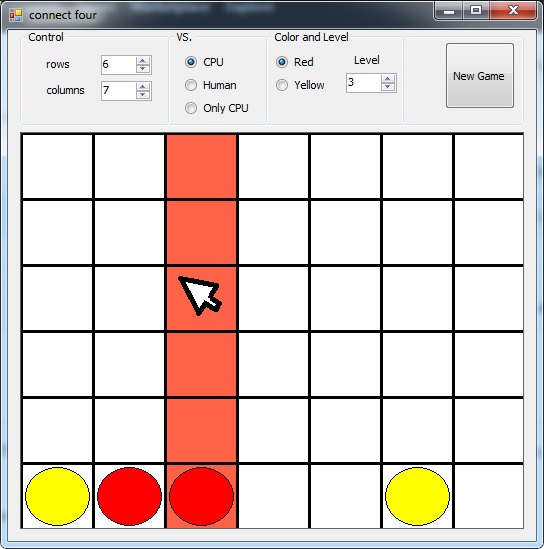 connect four
Control
rows 6
columns 7
VS.
CPU
Human
Only CPU
Color and Level
Red
Yellow
Level
3
New Game